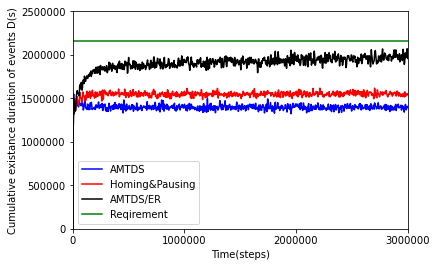 Cumulative existance duration of events D(s)
2500000
2000000
1500000
1000000
500000
0
AMTDS
Homing&Pausing
AMTDS/ER
Reqirement
0 1000000 2000000 3000000
Time(steps)